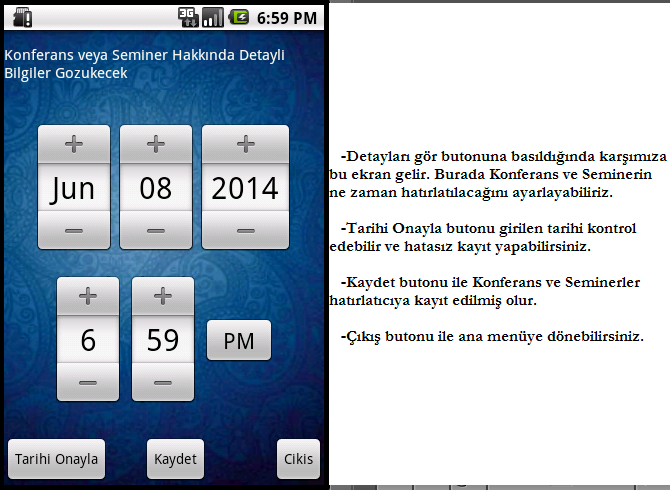 3G
6:59 PM
Konferans veya Seminer Hakkında Detayli
Bilgiler Gozukecek
+ + +
Jun 08 2014
− − −
+ +
6 59 PM
− −
Tarihi Onayla Kaydet Cikis
-Detayları gör butonuna basıldığında karşımıza
bu ekran gelir. Burada Konferans ve Seminerin
ne zaman hatırlatılacağını ayarlayabiliriz.
-Tarihi Onayla butonu girilen tarihi kontrol
edebilir ve hatasız kayıt yapabilirsiniz.
-Kaydet butonu ile Konferans ve Seminerler
hatırlatıcıya kayıt edilmiş olur.
-Çıkış butonu ile ana menüye dönebilirsiniz.